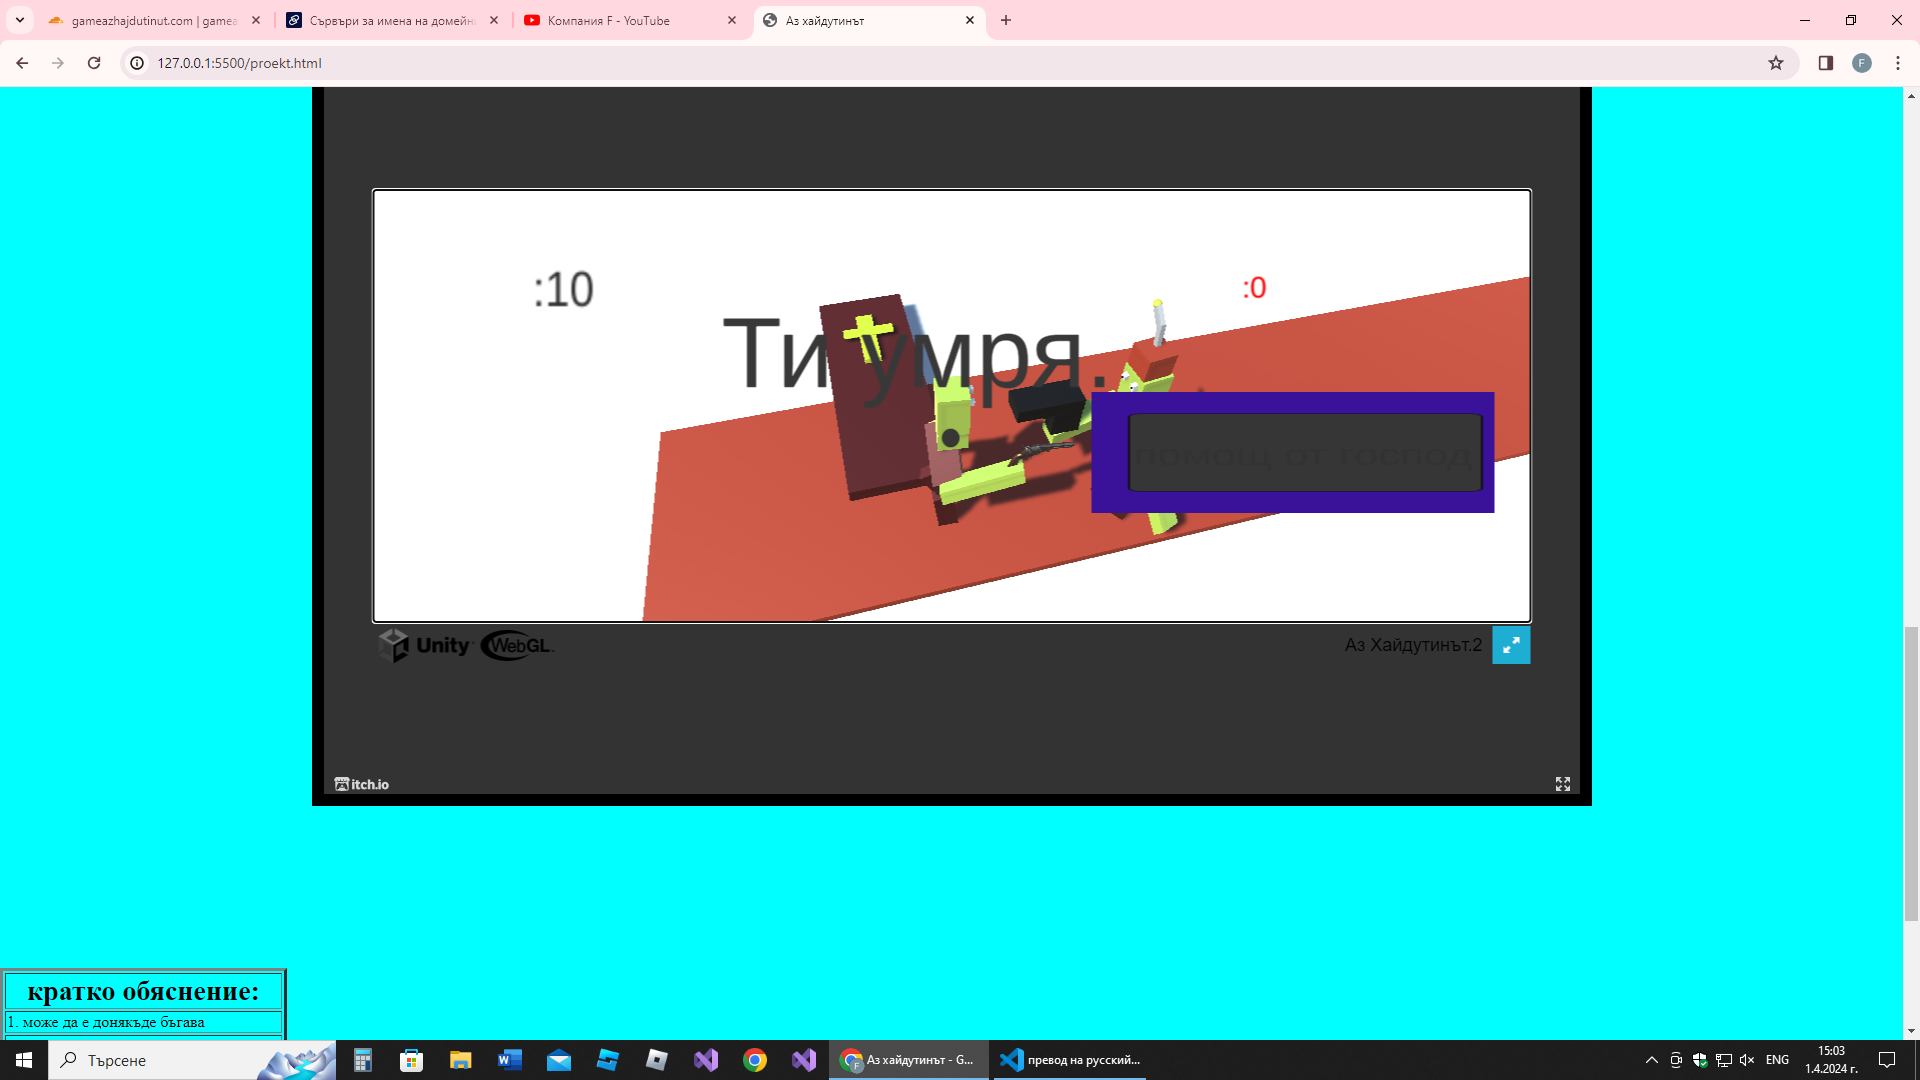 gameazhajdutinut.com | gamea
Сървъри за имена на домейн
Компания F - YouTube
Аз хайдутинът
127.0.0.1:5500/proekt.html
F
:10
:0
Ти умря.
помощ от господ
Unity
WebGL
Аз Хайдутинът.2
itch.io
кратко обяснение:
1. може да е донякъде бъгава
Търсене
Аз хайдутинът - G...
превод на русский...
ENG
15:03
1.4.2024 г.